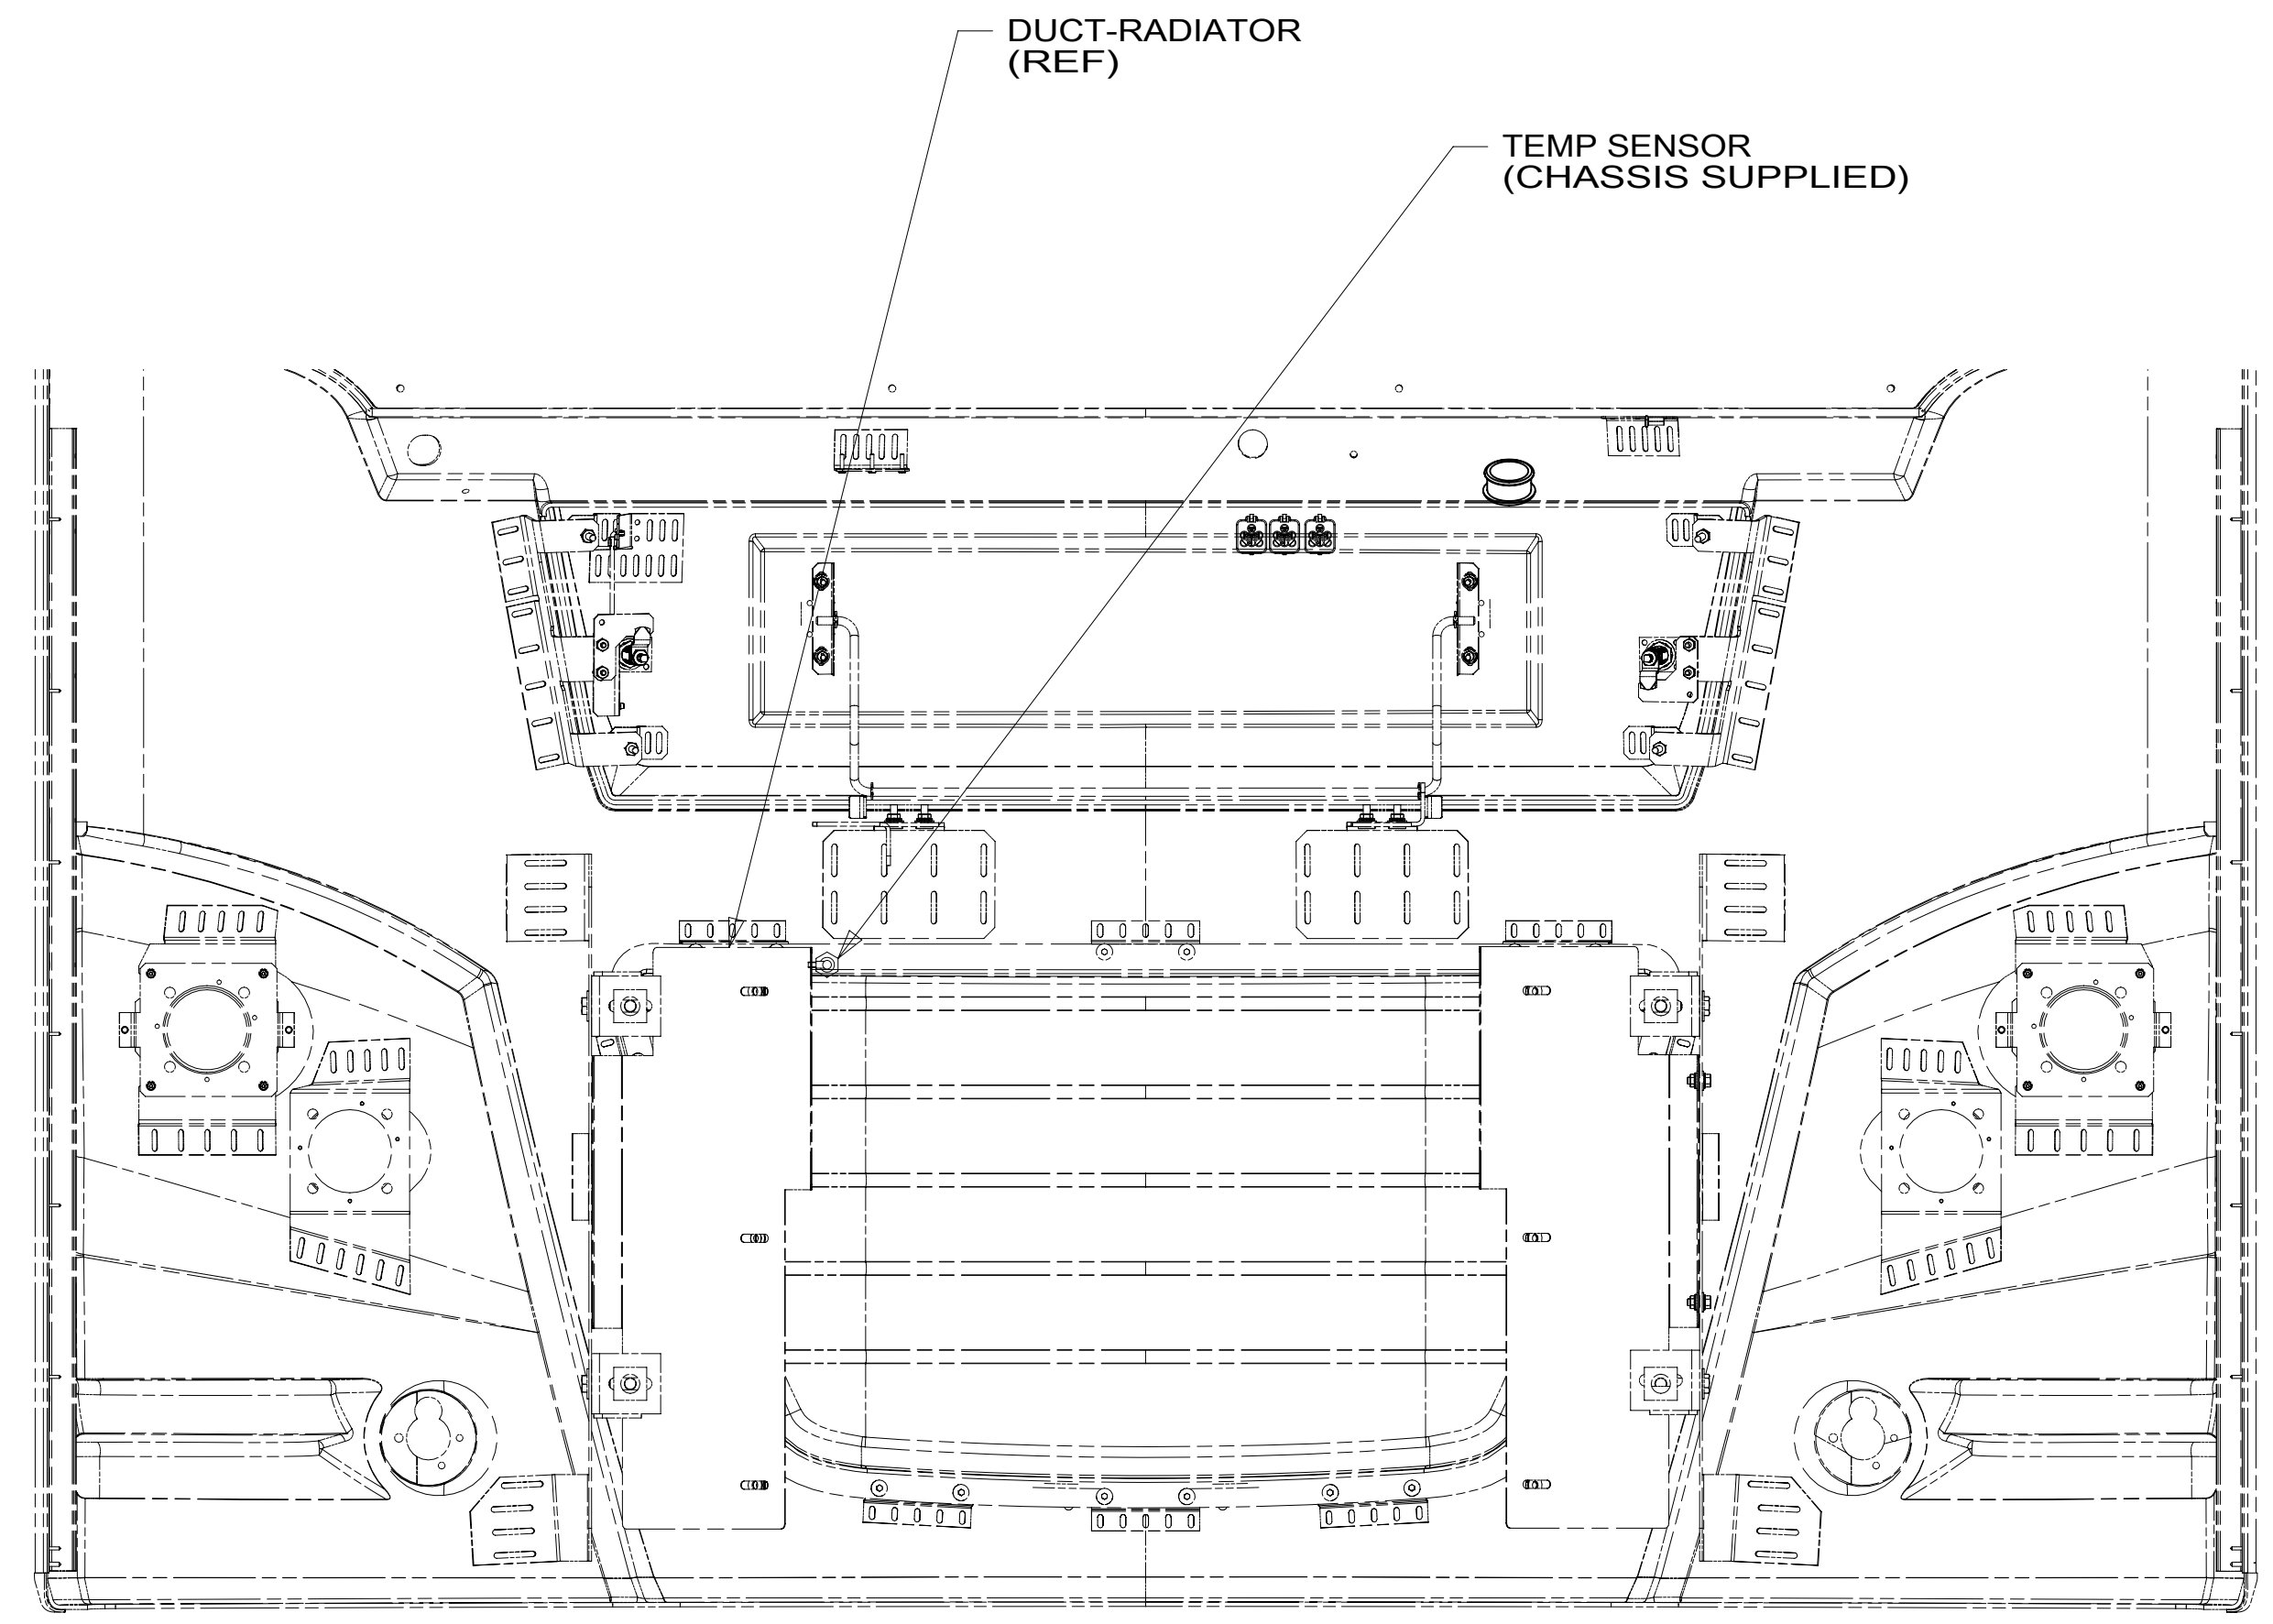 DUCT-RADIATOR
(REF)
TEMP SENSOR
(CHASSIS SUPPLIED)